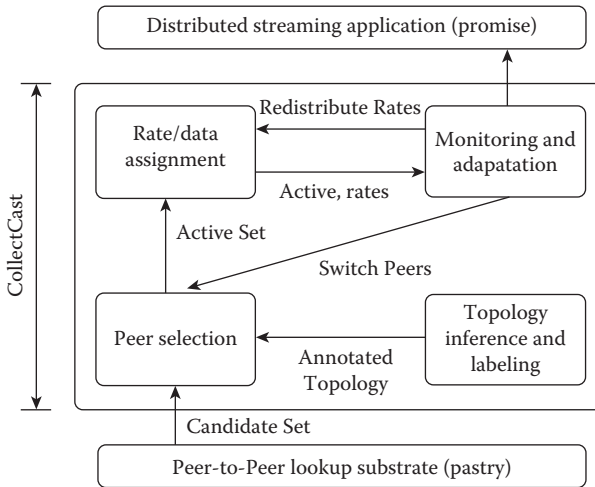 Distributed streaming application (promise)
CollectCast
Rate/data
assignment
Redistribute Rates
Active, rates
Monitoring and
adapatation
Active Set
Switch Peers
Peer selection
Annotated
Topology
Topology
inference and
labeling
Candidate Set
Peer-to-Peer lookup substrate (pastry)